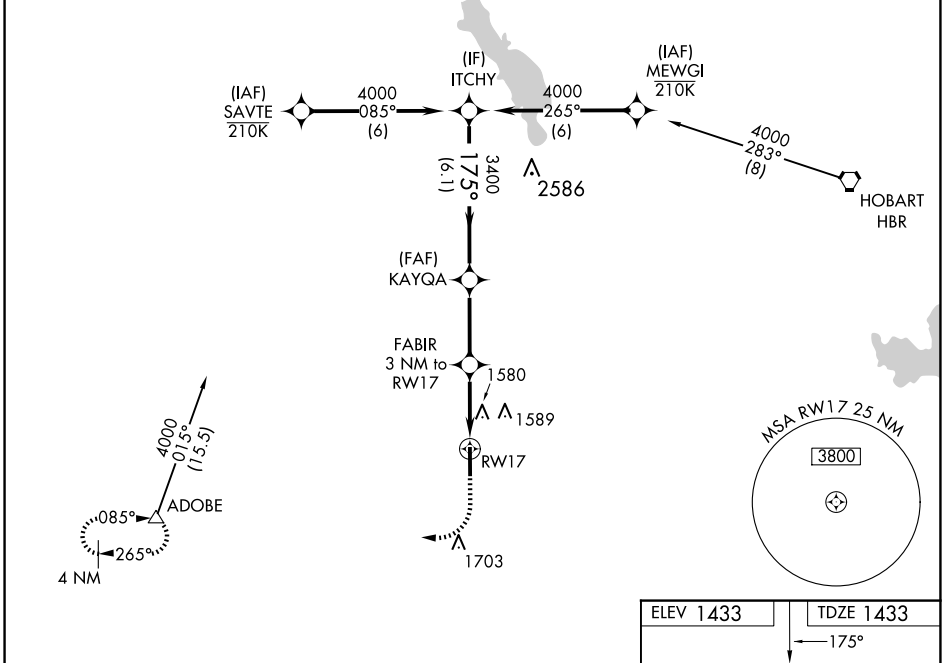 (IF)
ITCHY
(IAF)
SAVTE
210K
4000
085°
(6)
4000
265°
(6)
(IAF)
MEWGI
210K
4000
283°
(8)
HOBART
HBR
3400
175°
(6.1)
2586
(FAF)
KAYQA
FABIR
3 NM to
RW17
1580
1589
RW17
4000
015°
(15.5)
ADOBE
085°
265°
4 NM
1703
MSA RW17 25 NM
3800
ELEV 1433
TDZE 1433
175°